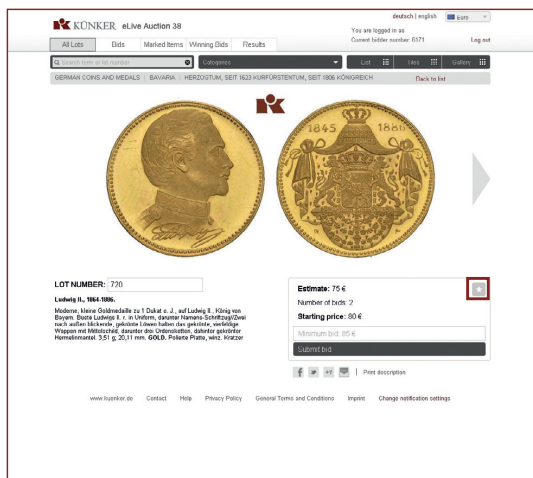 deutsch | english
Euro
KÜNKER eLive Auction 38
You are logged in as
Current bidder number: 6171
Log out
All Lots
Bids
Marked Items
Winning Bids
Results
Search term or lot number
Categories
List
Tiles
Gallery
GERMAN COINS AND MEDALS | BAVARIA | HERZOGTUM, SEIT 1623 KURFÜRSTENTUM, SEIT 1806 KÖNIGREICH
Back to list
1845 1886
LOT NUMBER: 720
Ludwig II., 1864-1886.
Moderne, kleine Goldmedaille zu 1 Dukat o. J., auf Ludwig II., König von
Bayern. Büste Ludwigs II. r. in Uniform, darunter Namens-Schriftzug//Zwei
nach außen blickende, gekrönte Löwen halten das gekrönte, vierfeldige
Wappen mit Mittelschild, darunter drei Ordensketten, dahinter gekrönter
Hermelinmantel. 3,51 g; 20,11 mm. GOLD. Polierte Platte, winz. Kratzer
Estimate: 75 €
Number of bids: 2
Starting price: 80 €
Minimum bid: 85 €
Submit bid
Print description
www.kuenker.de
Contact
Help
Privacy Policy
General Terms and Conditions
Imprint
Change notification settings